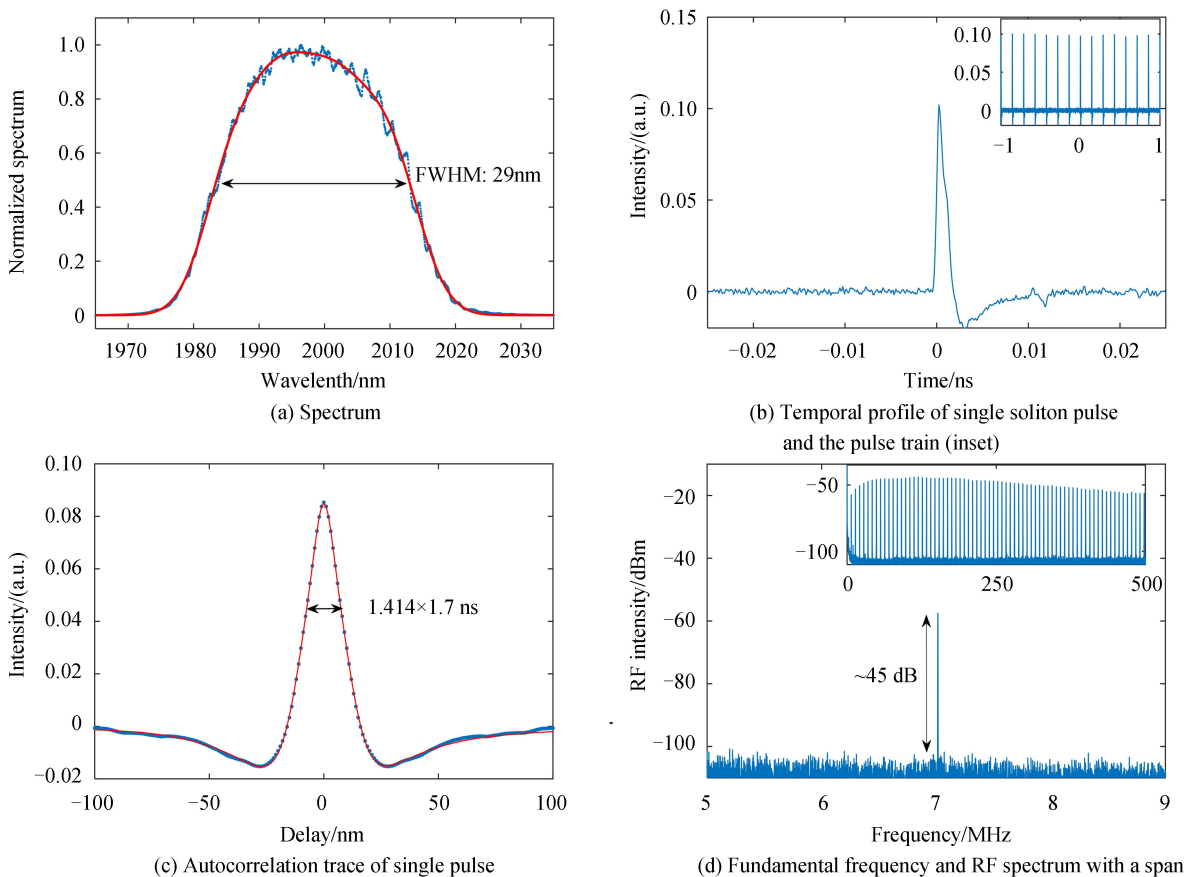 1.0
0.8
0.6
0.4
0.2
0
Normalized spectrum
FWHM: 29nm
1970 1980 1990 2000 2010 2020 2030
Wavelenth/nm
(a) Spectrum
0.15
0.10
0.05
0
Intensity/(a.u.)
0.10
0.05
0
−1 0 1
−0.02 −0.01 0 0.01 0.02
Time/ns
(b) Temporal profile of single soliton pulse
and the pulse train (inset)
0.10
0.08
0.06
0.04
0.02
0
−0.02
Intensity/(a.u.)
1.414×1.7 ns
−100 −50 0 50 100
Delay/nm
(c) Autocorrelation trace of single pulse
−20
−40
−60
−80
−100
RF intensity/dBm
−50
−100
0 250 500
~45 dB
5 6 7 8 9
Frequency/MHz
(d) Fundamental frequency and RF spectrum with a span